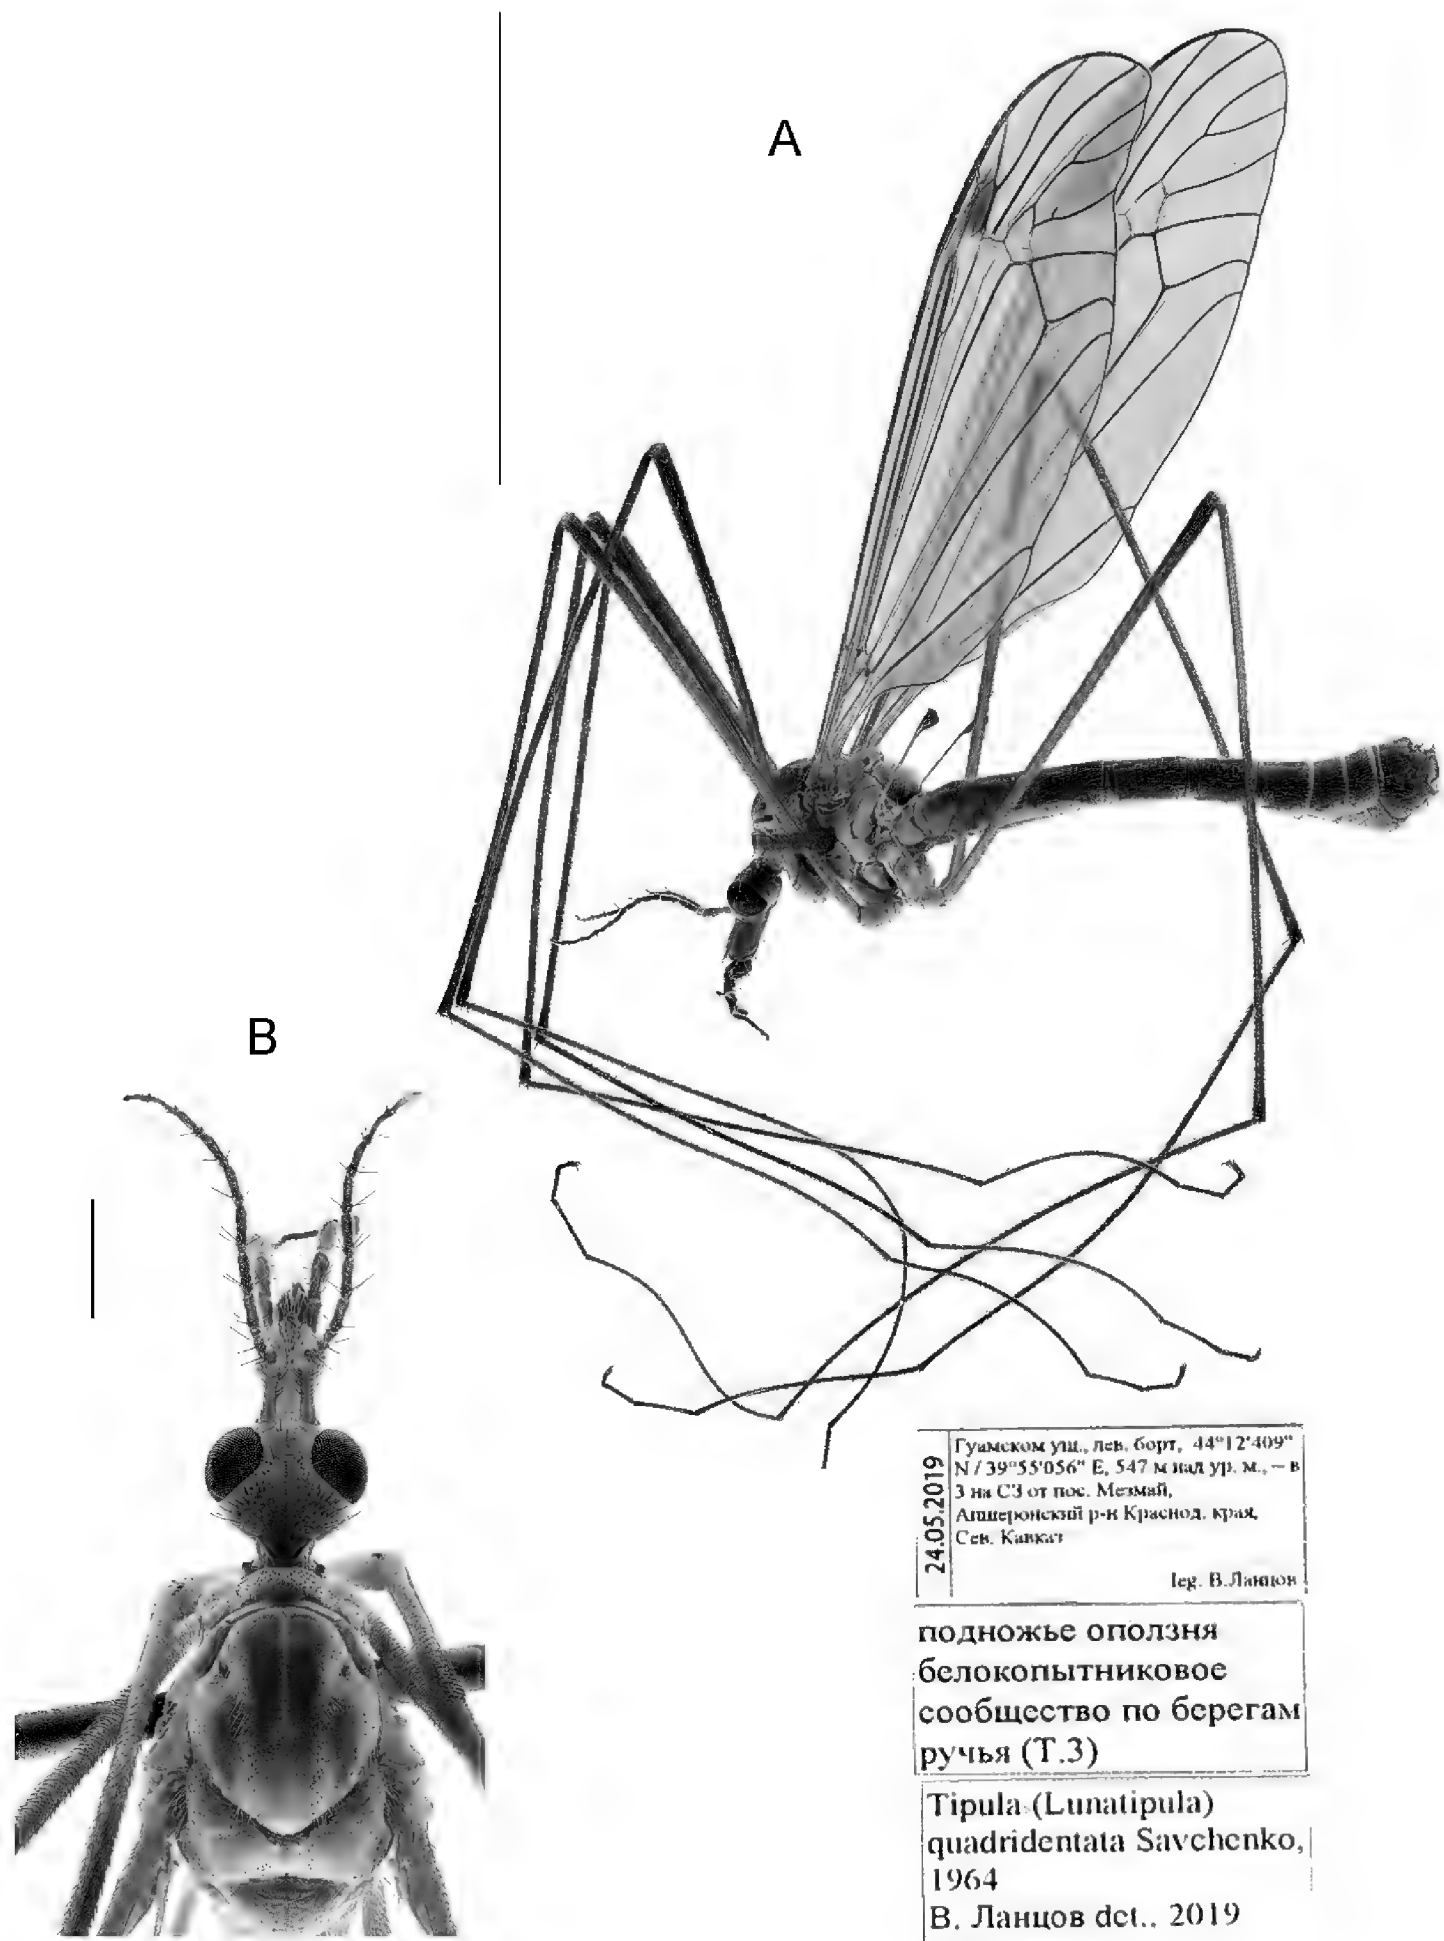 A
B
24.05.2019
Гуамском ущ., лев. борт, 44°12'409"
N / 39°55'056" E, 547 м над ур. м., – в
3 на СЗ от пос. Мезмай,
Апшеронский р-н Краснод. края,
Сев. Кавказ
leg. В.Ланцов
подножье оползня
белокопытниковое
сообщество по берегам
ручья (Т.3)
Tipula (Lunatipula)
quadridentata Savchenko,
1964
В. Ланцов det.. 2019